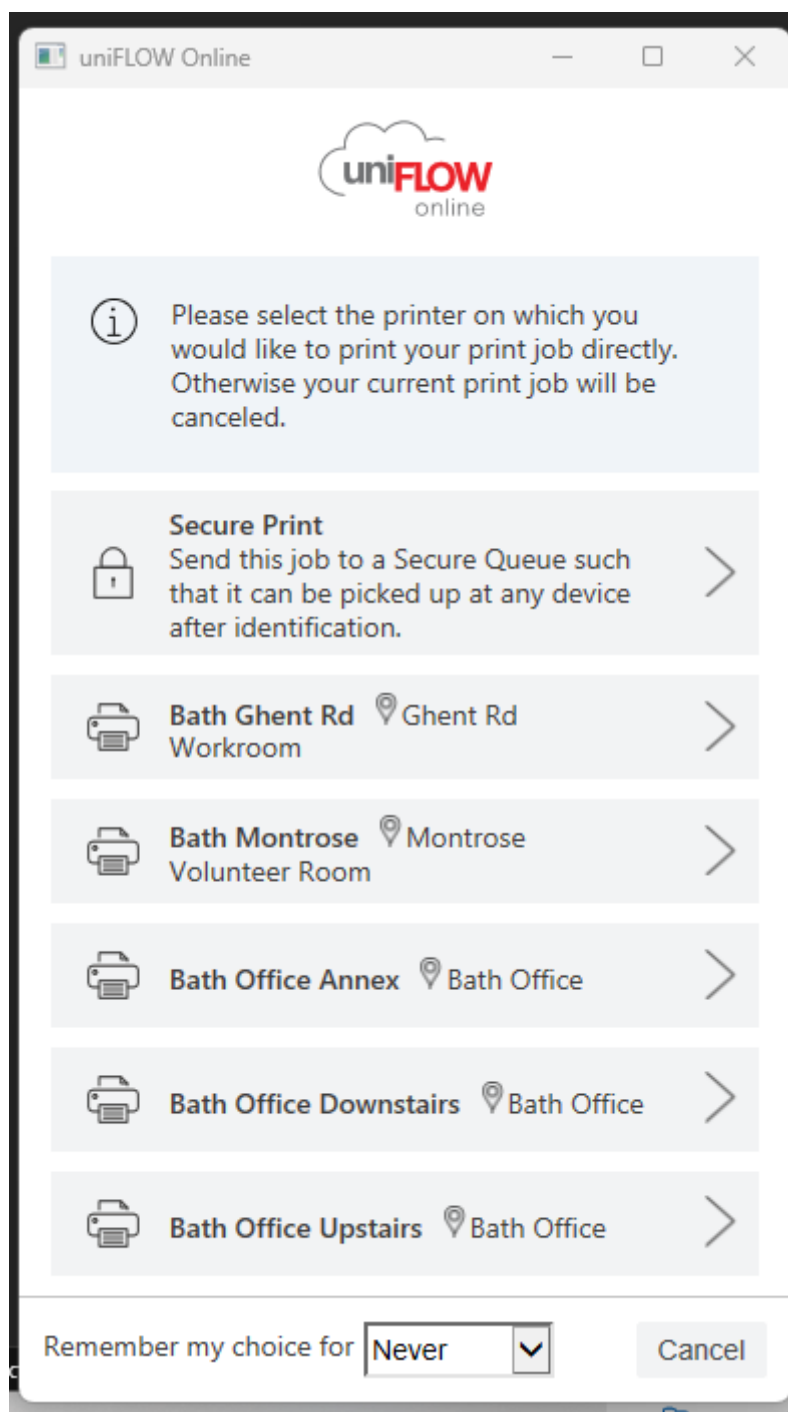 uniFLOW Online
uniFLOW
online
Please select the printer on which you
would like to print your print job directly.
Otherwise your current print job will be
canceled.
Secure Print
Send this job to a Secure Queue such
that it can be picked up at any device
after identification.
Bath Ghent Rd Ghent Rd
Workroom
Bath Montrose Montrose
Volunteer Room
Bath Office Annex Bath Office
Bath Office Downstairs Bath Office
Bath Office Upstairs Bath Office
Remember my choice for Never Cancel